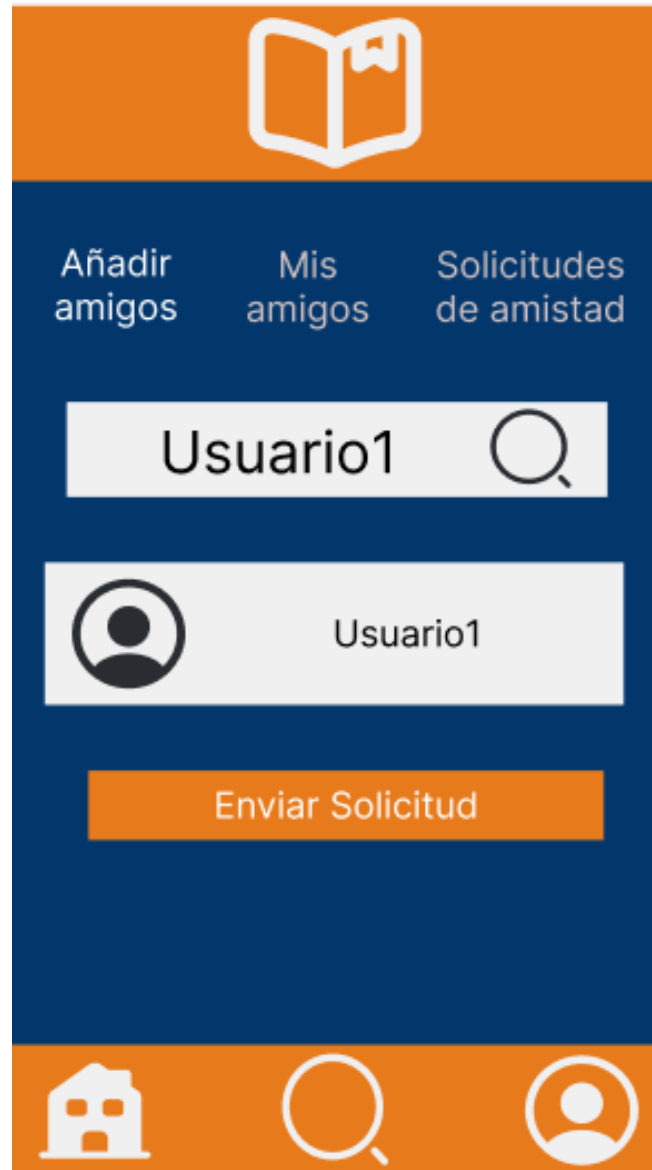 Añadir
amigos
Mis
amigos
Solicitudes
de amistad
Usuario1
Usuario1
Enviar Solicitud